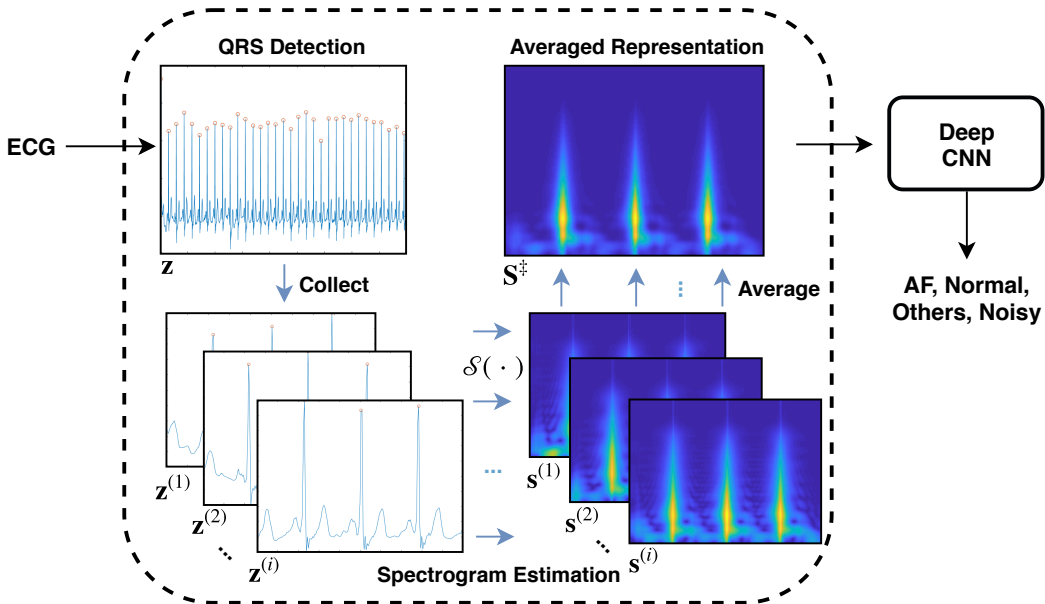 QRS Detection
Averaged Representation
ECG
Deep
CNN
z
S‡
Collect
Average
AF, Normal,
Others, Noisy
𝒮( · )
...
z(1)
z(2)
...
z(i)
s(1)
s(2)
...
s(i)
...
Spectrogram Estimation